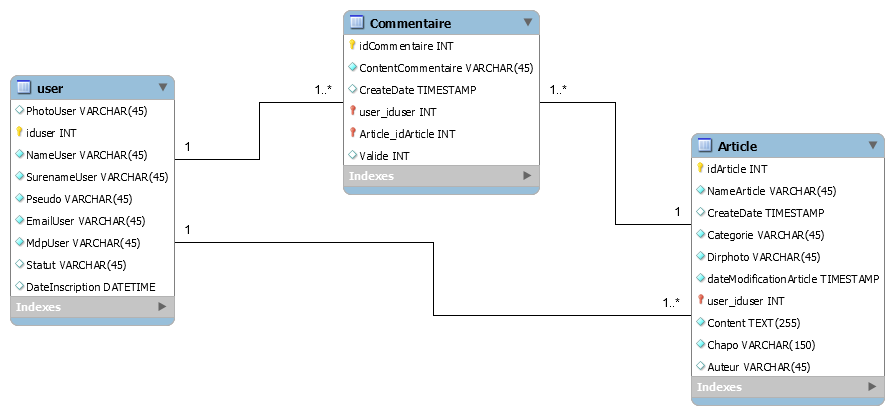 user
PhotoUser VARCHAR(45)
iduser INT
NameUser VARCHAR(45)
SurenameUser VARCHAR(45)
Pseudo VARCHAR(45)
EmailUser VARCHAR(45)
MdpUser VARCHAR(45)
Statut VARCHAR(45)
DateInscription DATETIME
Indexes
1
1..*
1
1..*
Commentaire
idCommentaire INT
ContentCommentaire VARCHAR(45)
CreateDate TIMESTAMP
user_iduser INT
Article_idArticle INT
Valide INT
Indexes
1..*
1
Article
idArticle INT
NameArticle VARCHAR(45)
CreateDate TIMESTAMP
Categorie VARCHAR(45)
Dirphoto VARCHAR(45)
dateModificationArticle TIMESTAMP
user_iduser INT
Content TEXT(255)
Chapo VARCHAR(150)
Auteur VARCHAR(45)
Indexes